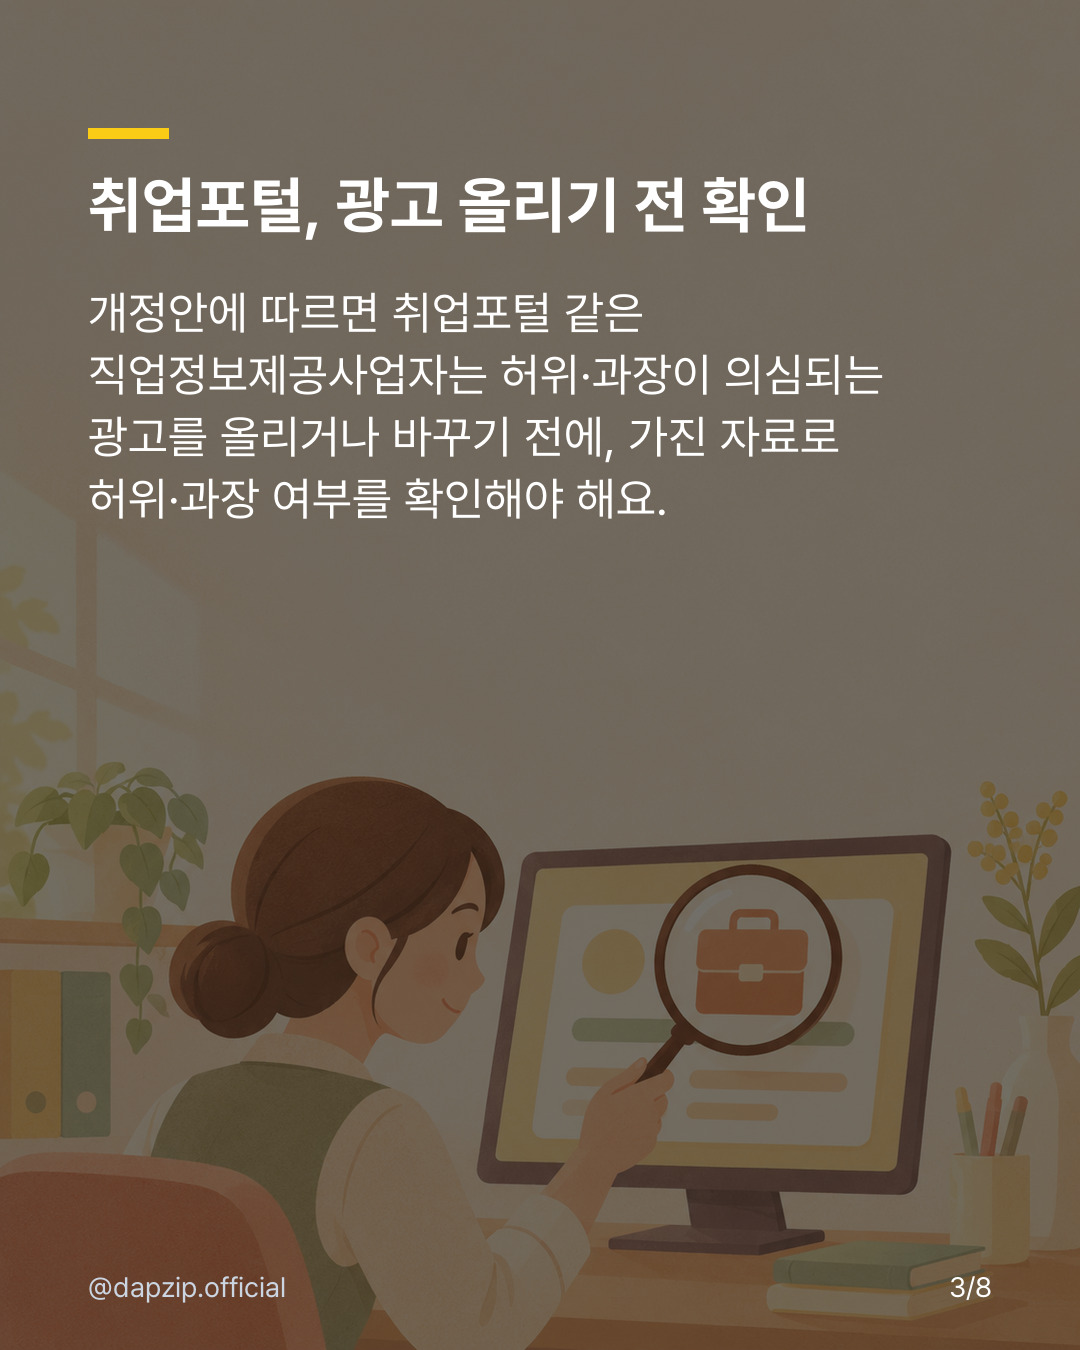 취업포털, 광고 올리기 전 확인
개정안에 따르면 취업포털 같은
직업정보제공사업자는 허위·과장이 의심되는
광고를 올리거나 바꾸기 전에, 가진 자료로
허위·과장 여부를 확인해야 해요.
@dapzip.official
3/8